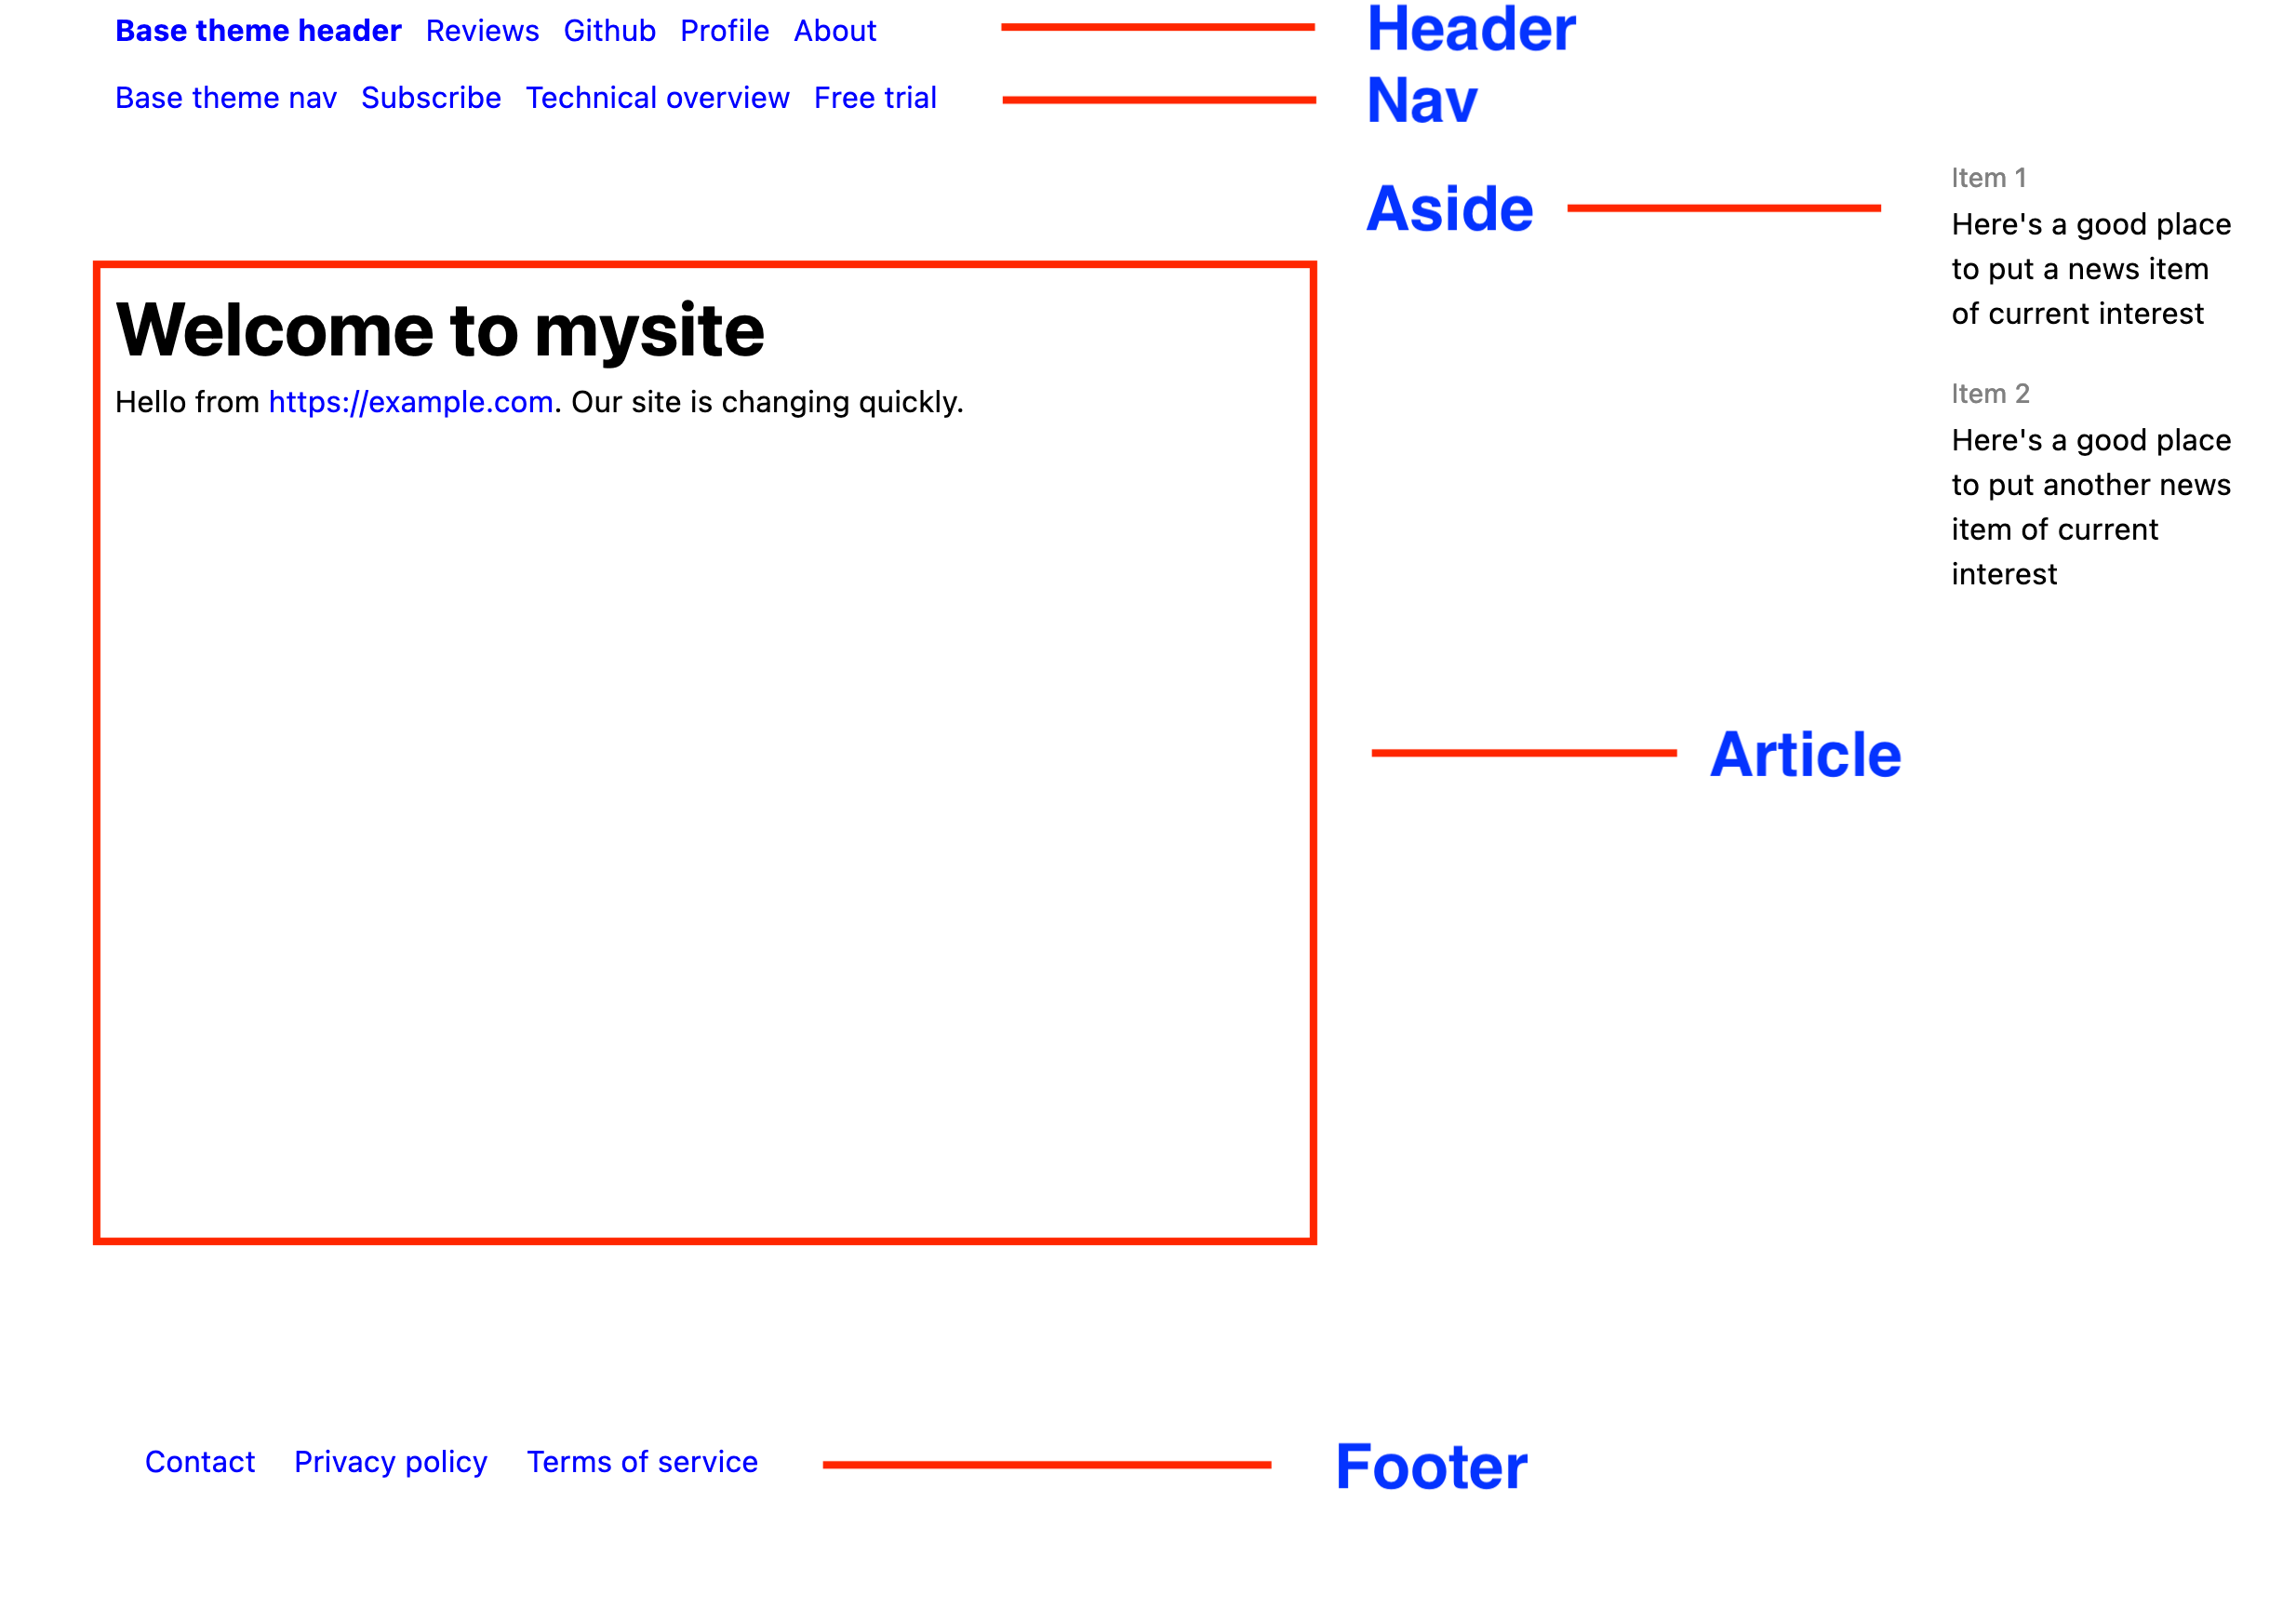 Base theme header Reviews Github Profile About
Header
Base theme nav Subscribe Technical overview Free trial
Nav
Aside
Item 1
Here's a good place
to put a news item
of current interest
Item 2
Here's a good place
to put another news
item of current
interest
Welcome to mysite
Hello from https://example.com. Our site is changing quickly.
Article
Contact Privacy policy Terms of service
Footer